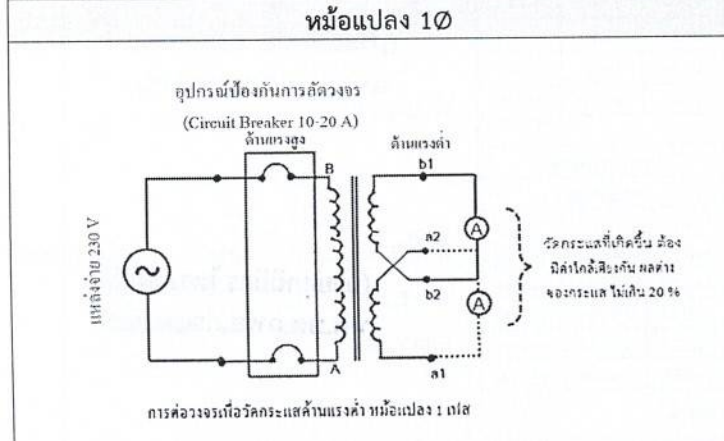 หม้อแปลง 1Ø
อุปกรณ์ป้องกันการลัดวงจร
(Circuit Breaker 10-20 A)
ด้านแรงสูง
ด้านแรงต่ำ
B
b1
A
a2
b2
A
a1
A
แหล่งจ่าย 230 V
วัดกระแสที่เกิดขึ้น ต้อง
มีค่าใกล้เคียงกัน ผลต่าง
ของกระแส ไม่เกิน 20 %
การต่อวงจรเพื่อวัดกระแสด้านแรงต่ำ หม้อแปลง 1 เฟส